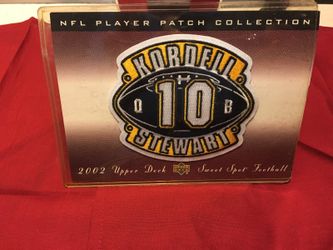 NFL PLAYER PATCH COLLECTION
KORDELL
10
Q B
STEWART
2002 Upper Deck Sweet Spot Football